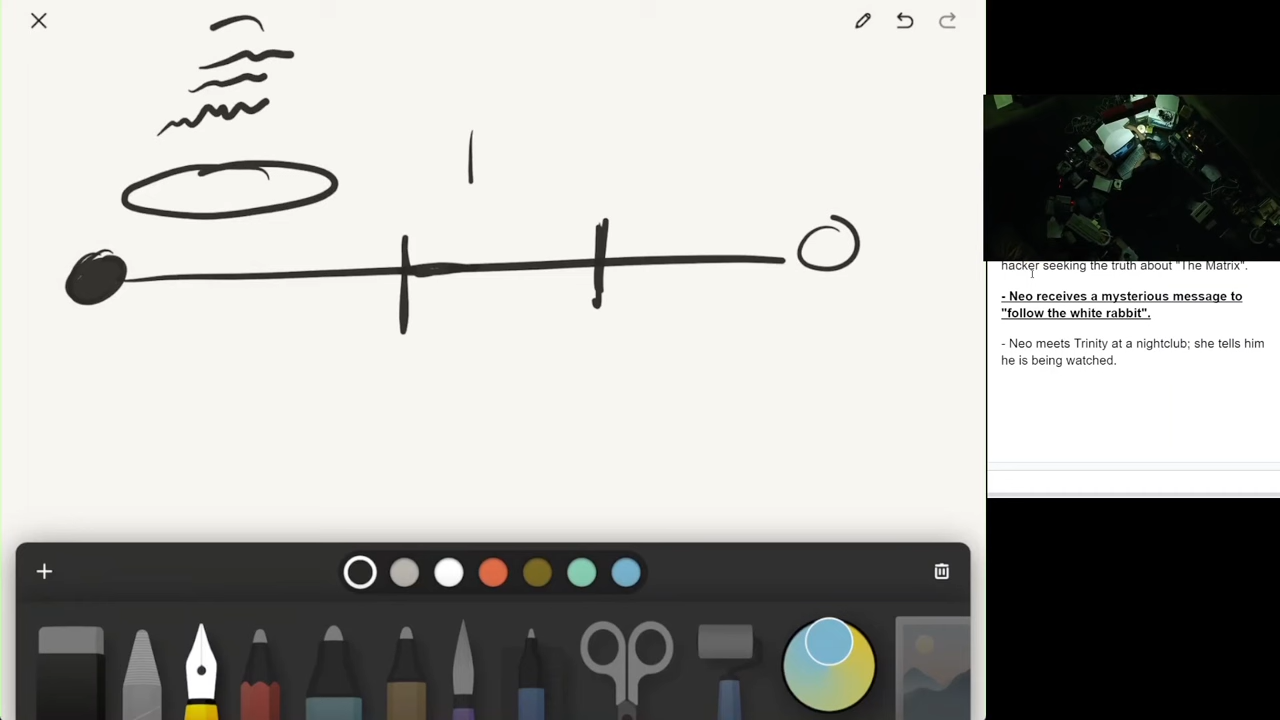 hacker seeking the truth about "The Matrix".
- Neo receives a mysterious message to
"follow the white rabbit".
- Neo meets Trinity at a nightclub; she tells him
he is being watched.